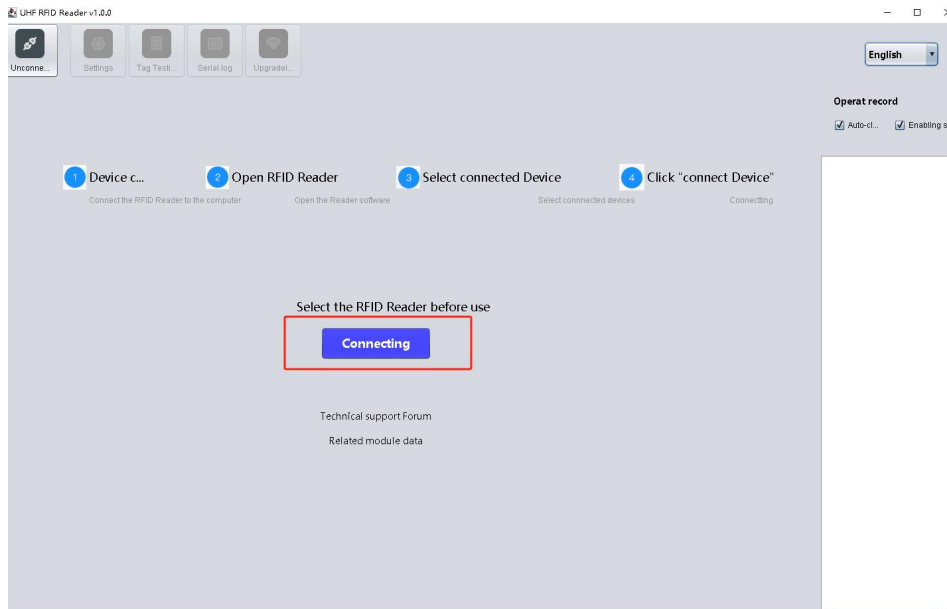 UHF RFID Reader v1.0.0
Unconne...
Settings
Tag Testi...
Serial log
Upgradei...
English
Operat record
Auto-cl...
Enabling s
1 Device c...
2 Open RFID Reader
3 Select connected Device
4 Click "connect Device"
Connect the RFID Reader to the computer
Open the Reader software
Select connnected devices
Connectting
Select the RFID Reader before use
Connecting
Technical support Forum
Related module data